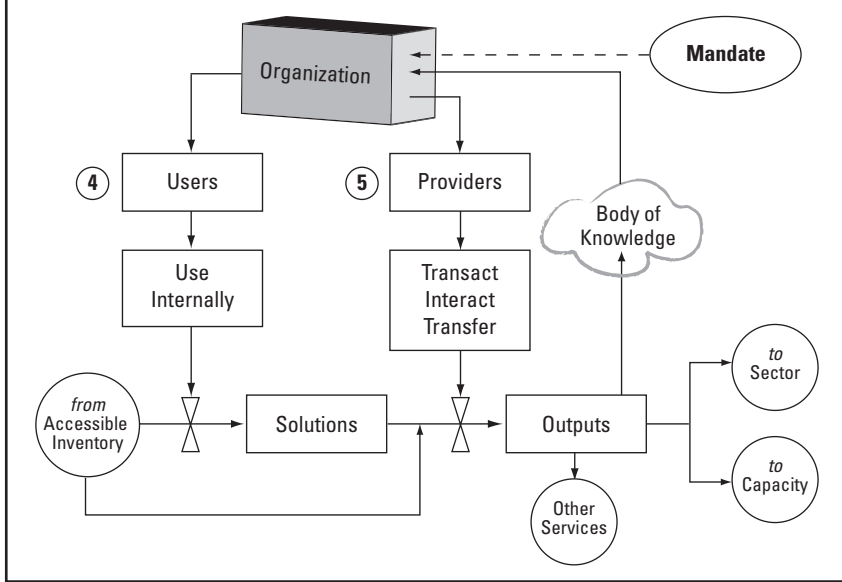 Mandate
Organization
4
Users
5
Providers
Body of
Knowledge
Use
Internally
Transact
Interact
Transfer
to
Sector
from
Accessible
Inventory
Solutions
Outputs
to
Capacity
Other
Services